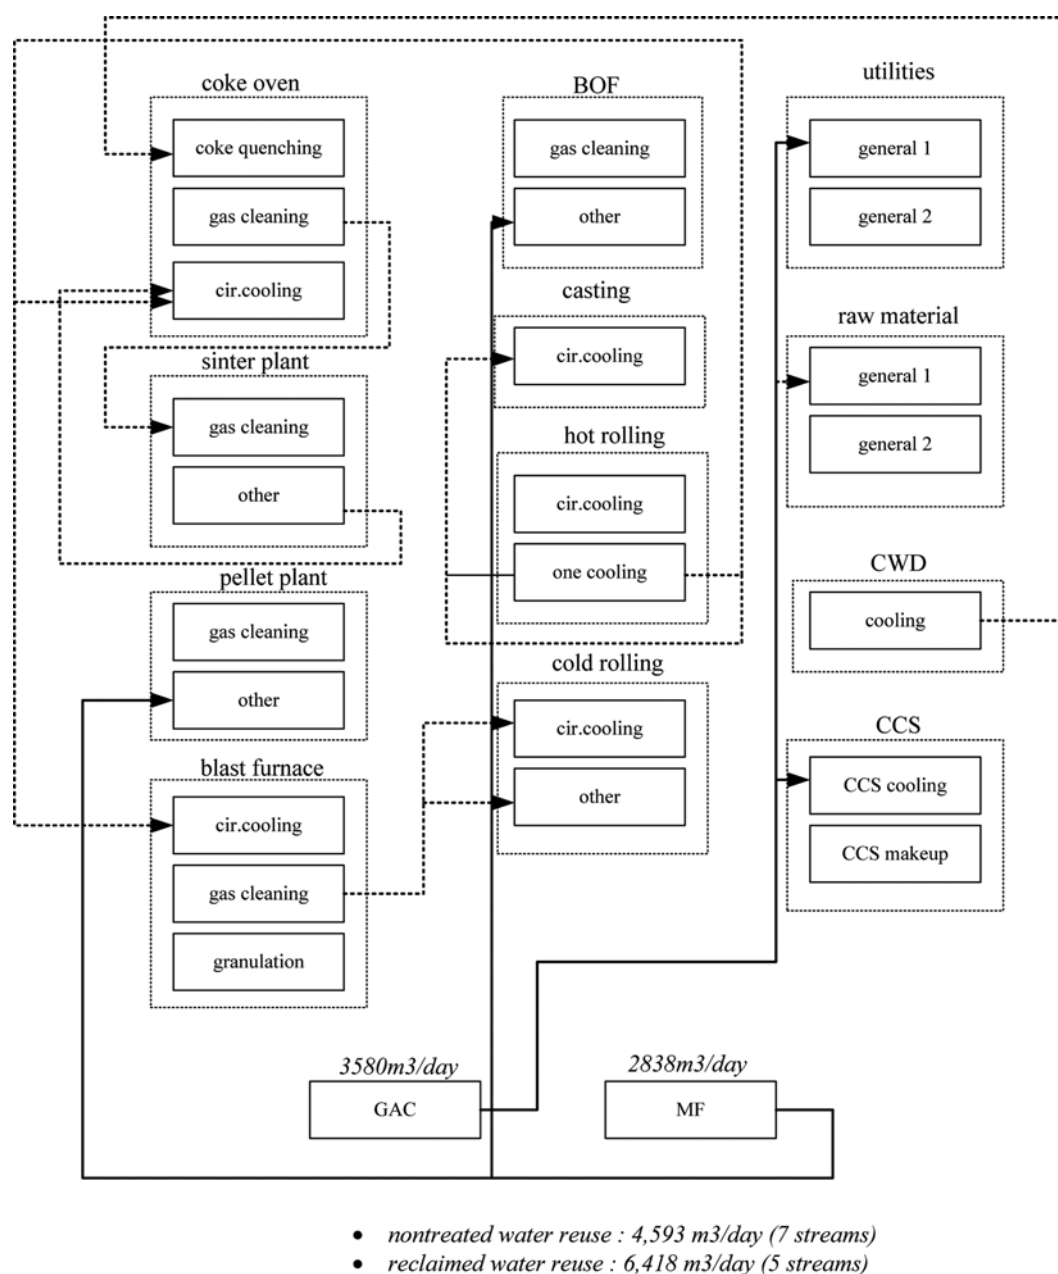 coke oven
coke quenching
gas cleaning
cir.cooling
sinter plant
gas cleaning
other
pellet plant
gas cleaning
other
blast furnace
cir.cooling
gas cleaning
granulation
BOF
gas cleaning
other
casting
cir.cooling
hot rolling
cir.cooling
one cooling
cold rolling
cir.cooling
other
utilities
general 1
general 2
raw material
general 1
general 2
CWD
cooling
CCS
CCS cooling
CCS makeup
3580m3/day
GAC
2838m3/day
MF
• nontreated water reuse : 4,593 m3/day (7 streams)
• reclaimed water reuse : 6,418 m3/day (5 streams)